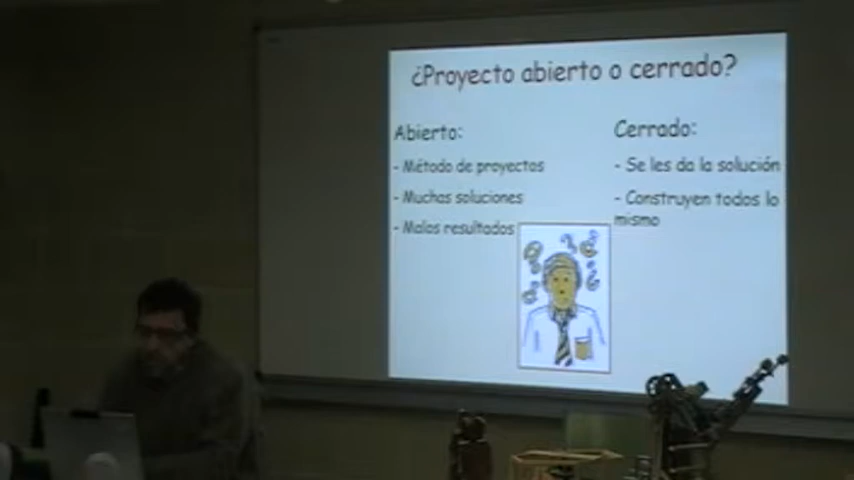 ¿Proyecto abierto o cerrado?
Abierto:
- Método de proyectos
- Muchas soluciones
- Malos resultados
Cerrado:
- Se les da la solución
- Construyen todos lo
mismo